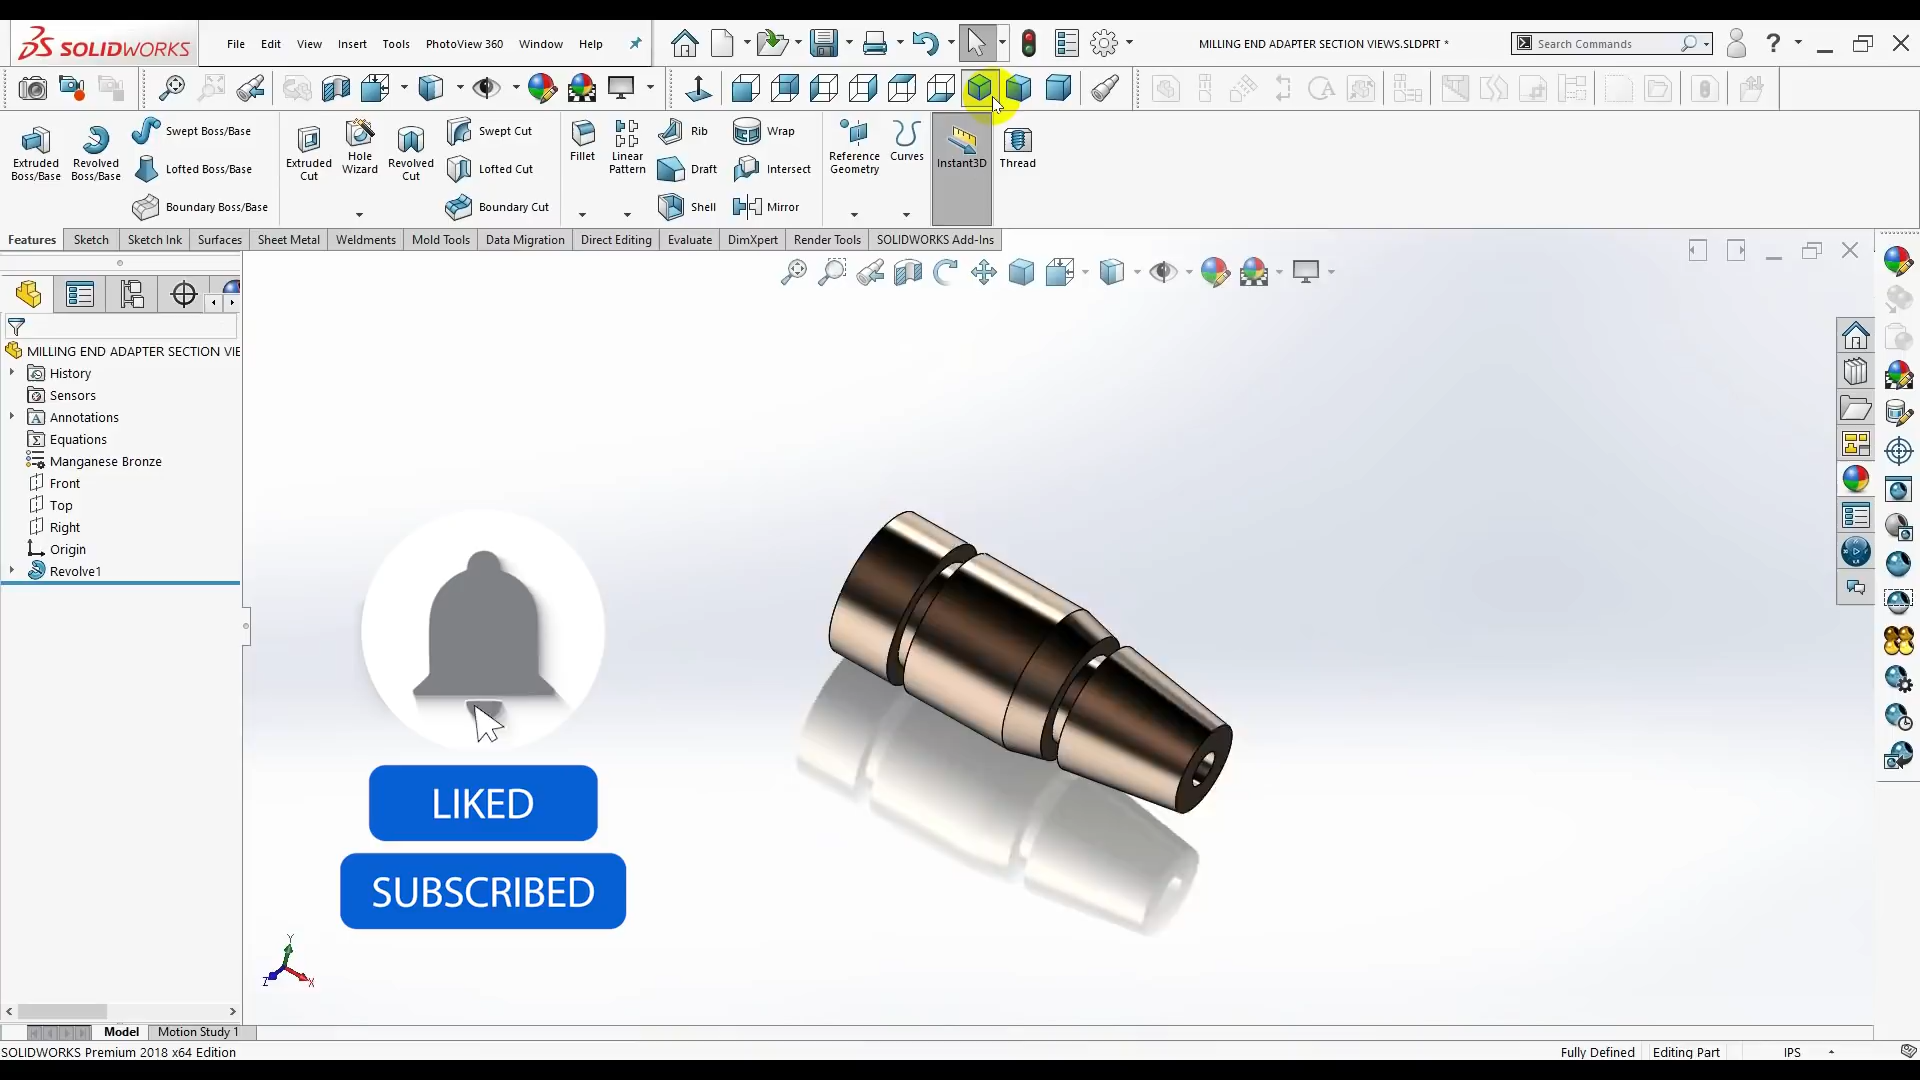 SOLIDWORKS
File Edit View Insert Tools PhotoView 360 Window Help
MILLING END ADAPTER SECTION VIEWS.SLDPRT *
Search Commands
Extruded Boss/Base
Revolved Boss/Base
Swept Boss/Base
Lofted Boss/Base
Boundary Boss/Base
Extruded Cut
Hole Wizard
Revolved Cut
Swept Cut
Lofted Cut
Boundary Cut
Fillet
Linear Pattern
Rib
Draft
Shell
Wrap
Intersect
Mirror
Reference Geometry
Curves
Instant3D
Thread
Features Sketch Sketch Ink Surfaces Sheet Metal Weldments Mold Tools Data Migration Direct Editing Evaluate DimXpert Render Tools SOLIDWORKS Add-Ins
MILLING END ADAPTER SECTION VIE
History
Sensors
Annotations
Equations
Manganese Bronze
Front
Top
Right
Origin
Revolve1
LIKED
SUBSCRIBED
Y
Z X
Model Motion Study 1
SOLIDWORKS Premium 2018 x64 Edition
Fully Defined Editing Part IPS